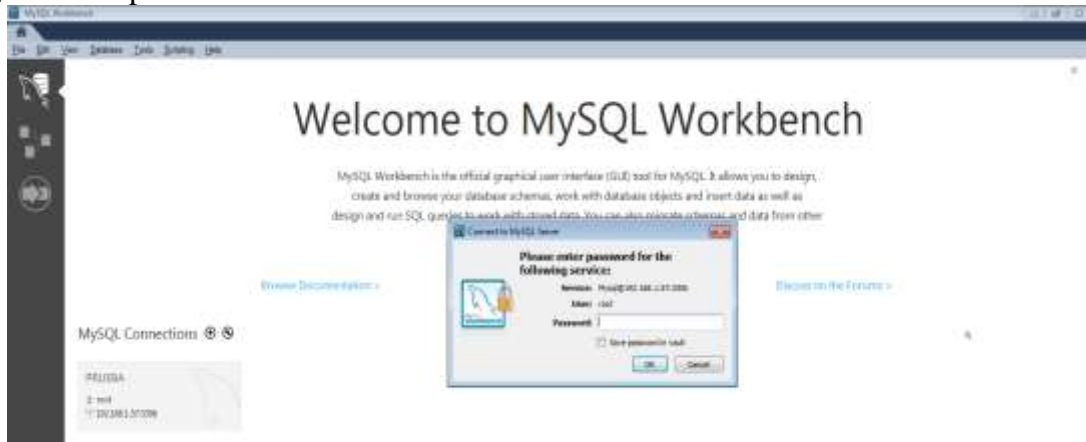 MySQL Workbench
File Edit View Database Tools Scripting Help
Welcome to MySQL Workbench
MySQL Workbench is the official graphical user interface (GUI) tool for MySQL. It allows you to design,
create and browse your database schemas, work with database objects and insert data as well as
design and run SQL queries to work with stored data. You can also migrate schemas and data from other
Connect to MySQL Server
Please enter password for the
following service:
Service:
User: root
Password:
Save password in vault
OK Cancel
Browse Documentation >
Discuss on the Forums >
MySQL Connections
PRUEBA
root